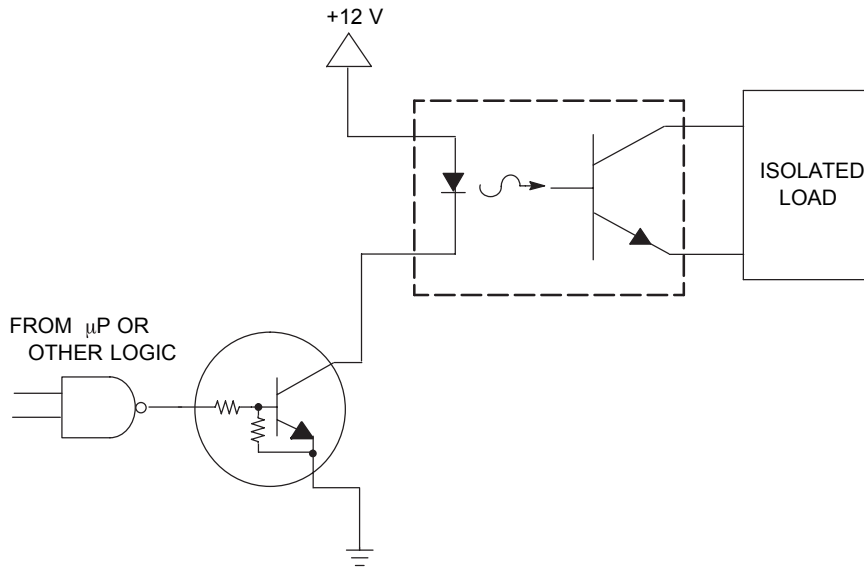 +12 V
ISOLATED
LOAD
FROM μP OR
OTHER LOGIC